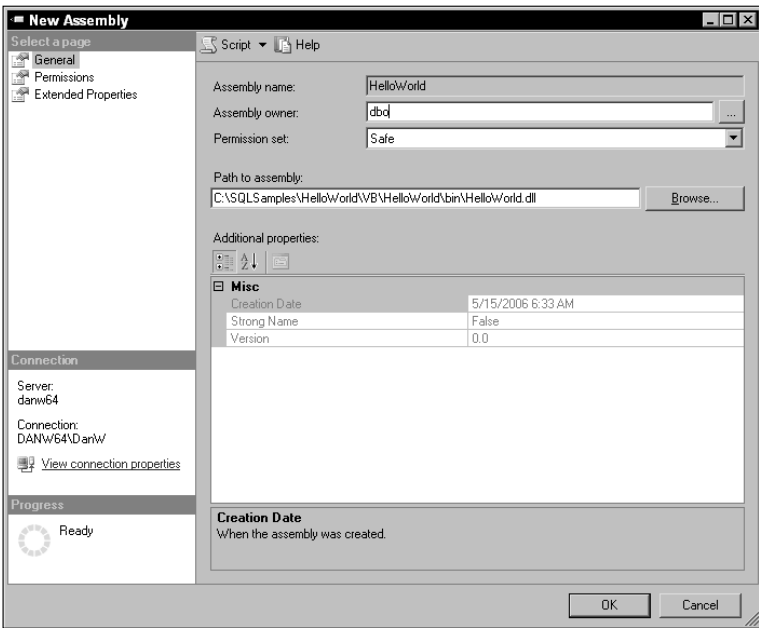 New Assembly
Select a page
General
Permissions
Extended Properties
Script
Help
Assembly name:
HelloWorld
Assembly owner:
dbo
...
Permission set:
Safe
Path to assembly:
C:\SQLSamples\HelloWorld\VB\HelloWorld\bin\HelloWorld.dll
Browse...
Additional properties:
Misc
Creation Date
5/15/2006 6:33 AM
Strong Name
False
Version
0.0
Connection
Server:
danw64
Connection:
DANW64\DanW
View connection properties
Progress
Ready
Creation Date
When the assembly was created.
OK
Cancel